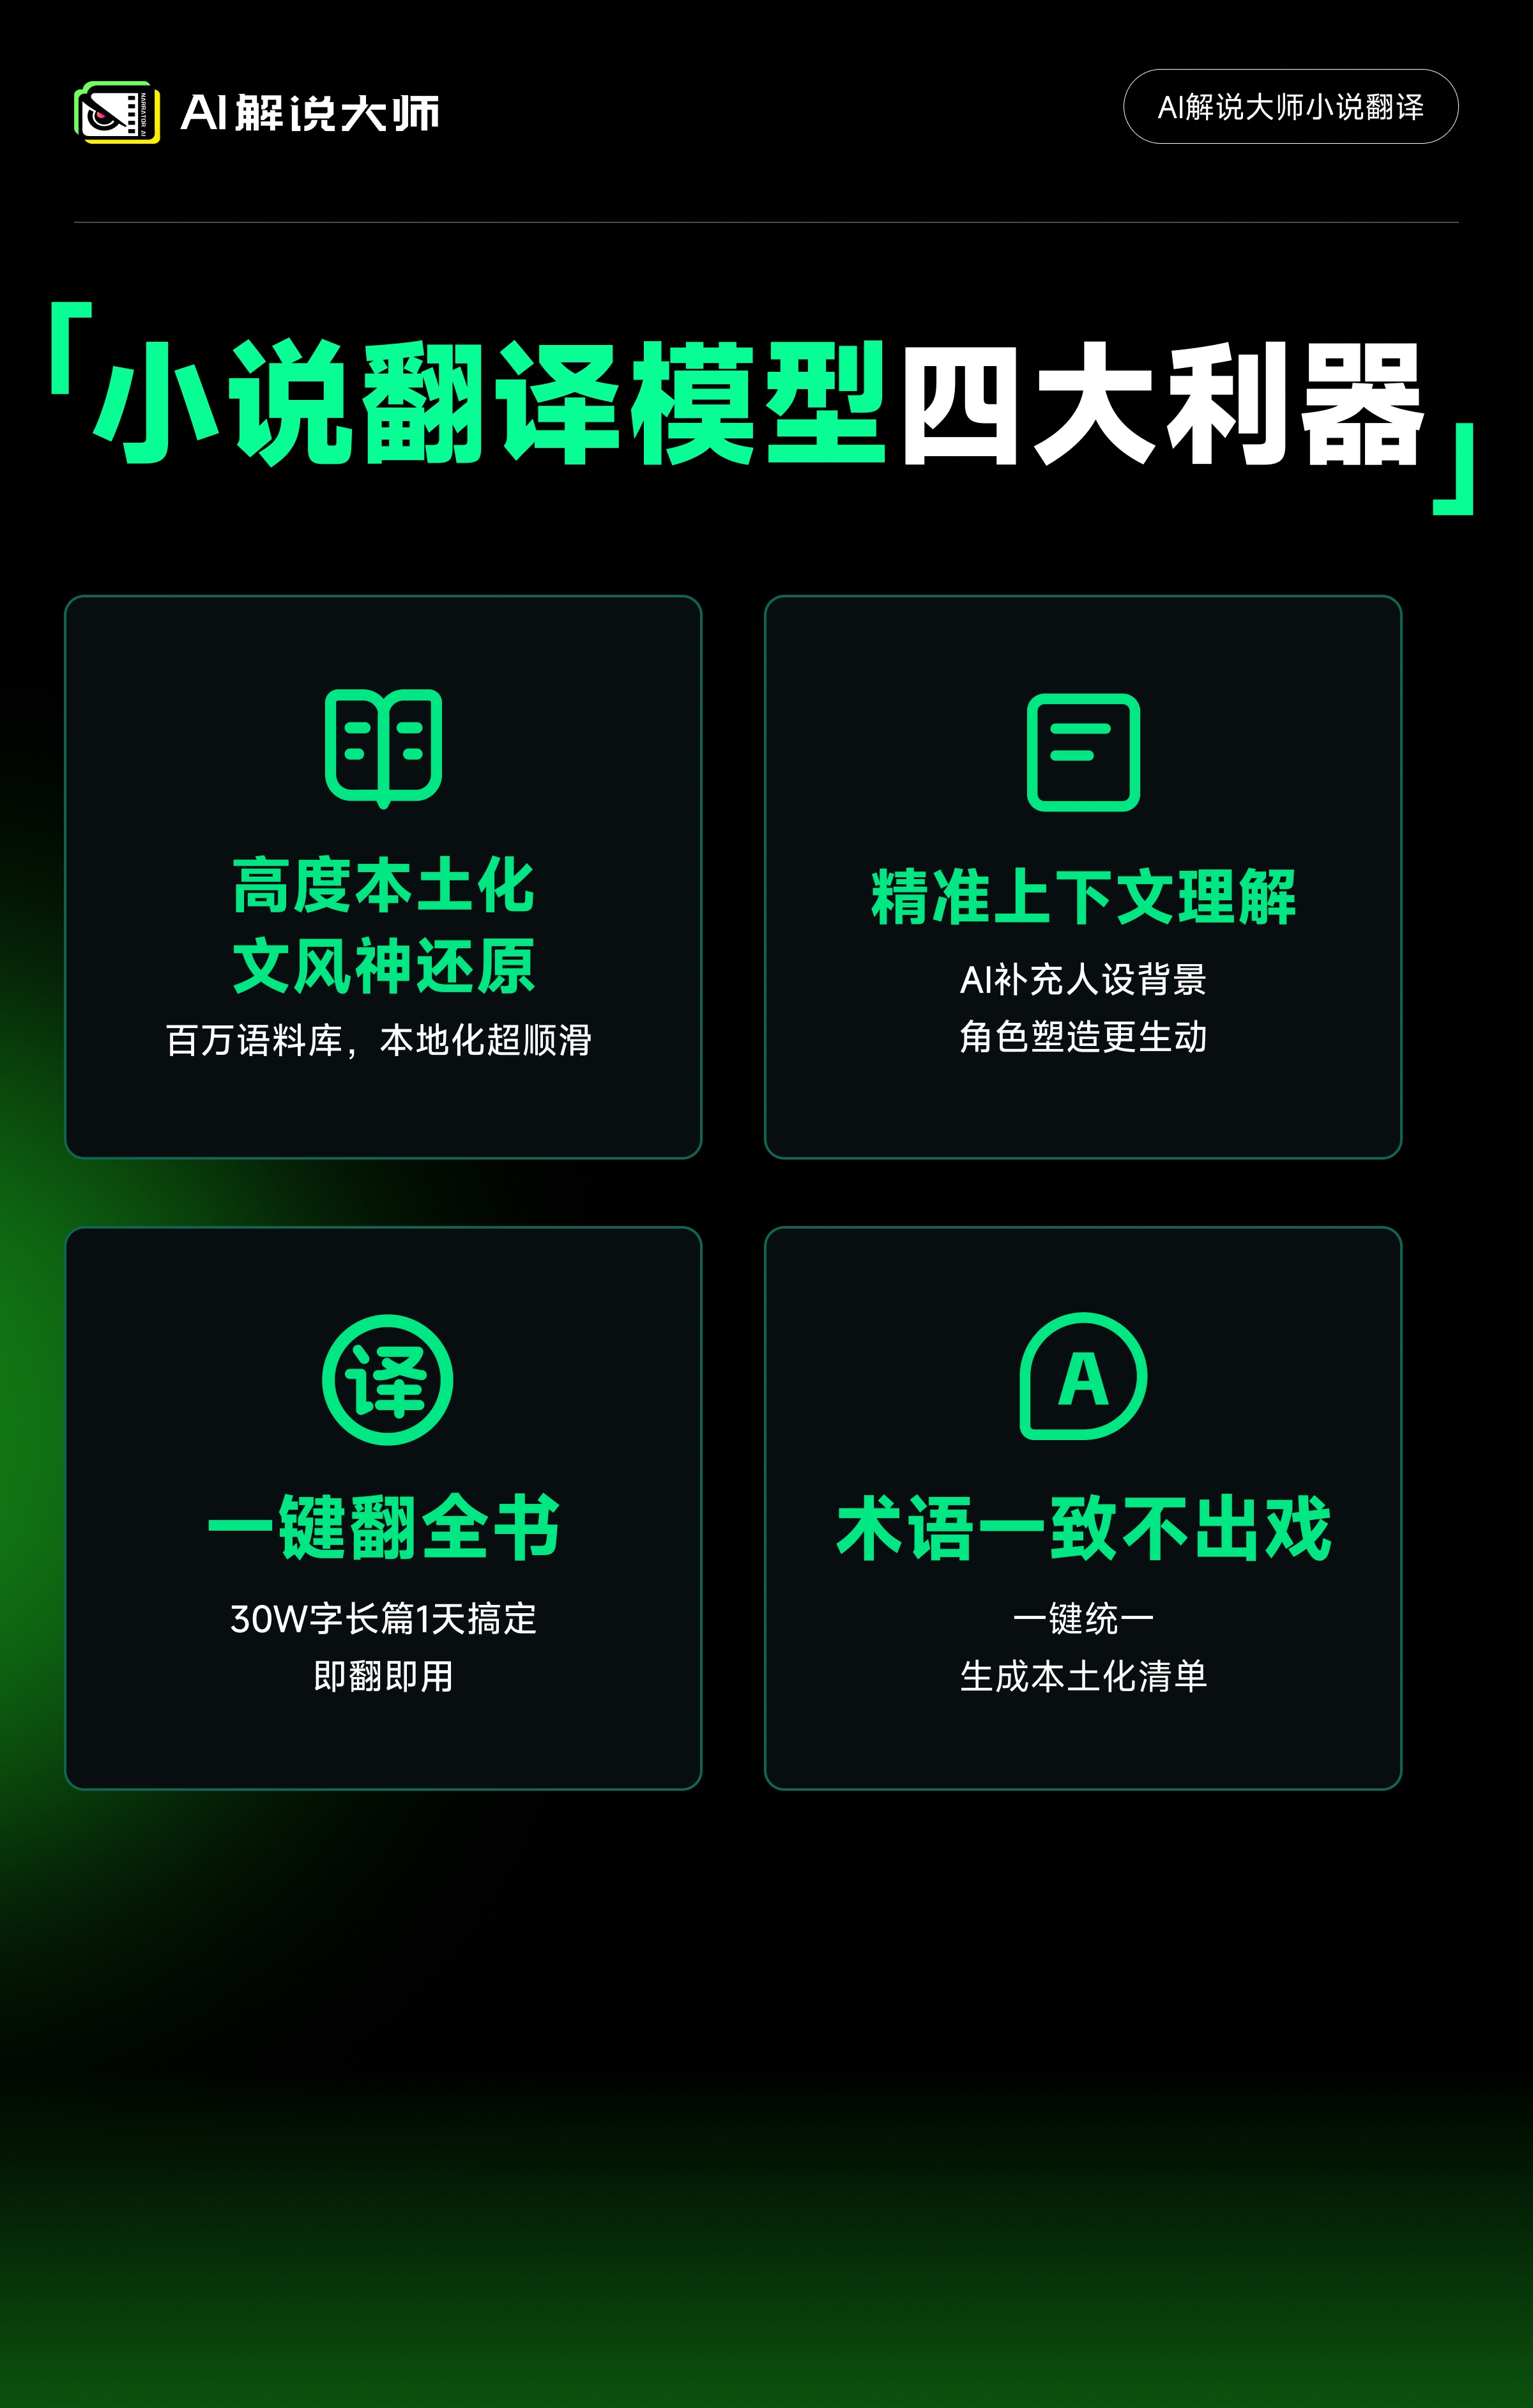 NARRATOR AI
AI解说大师
AI解说大师小说翻译
「小说翻译模型四大利器」
高度本土化
文风神还原
百万语料库，本地化超顺滑
精准上下文理解
AI补充人设背景
角色塑造更生动
译
一键翻全书
30W字长篇1天搞定
即翻即用
A
术语一致不出戏
一键统一
生成本土化清单